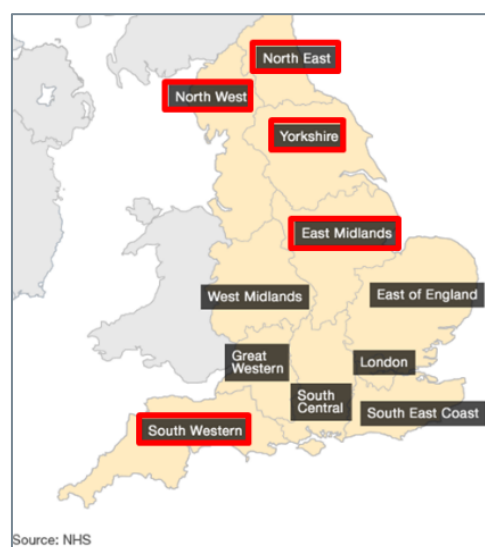 North East
North West
Yorkshire
East Midlands
West Midlands
East of England
Great
Western
London
South
Central
South East Coast
South Western
Source: NHS